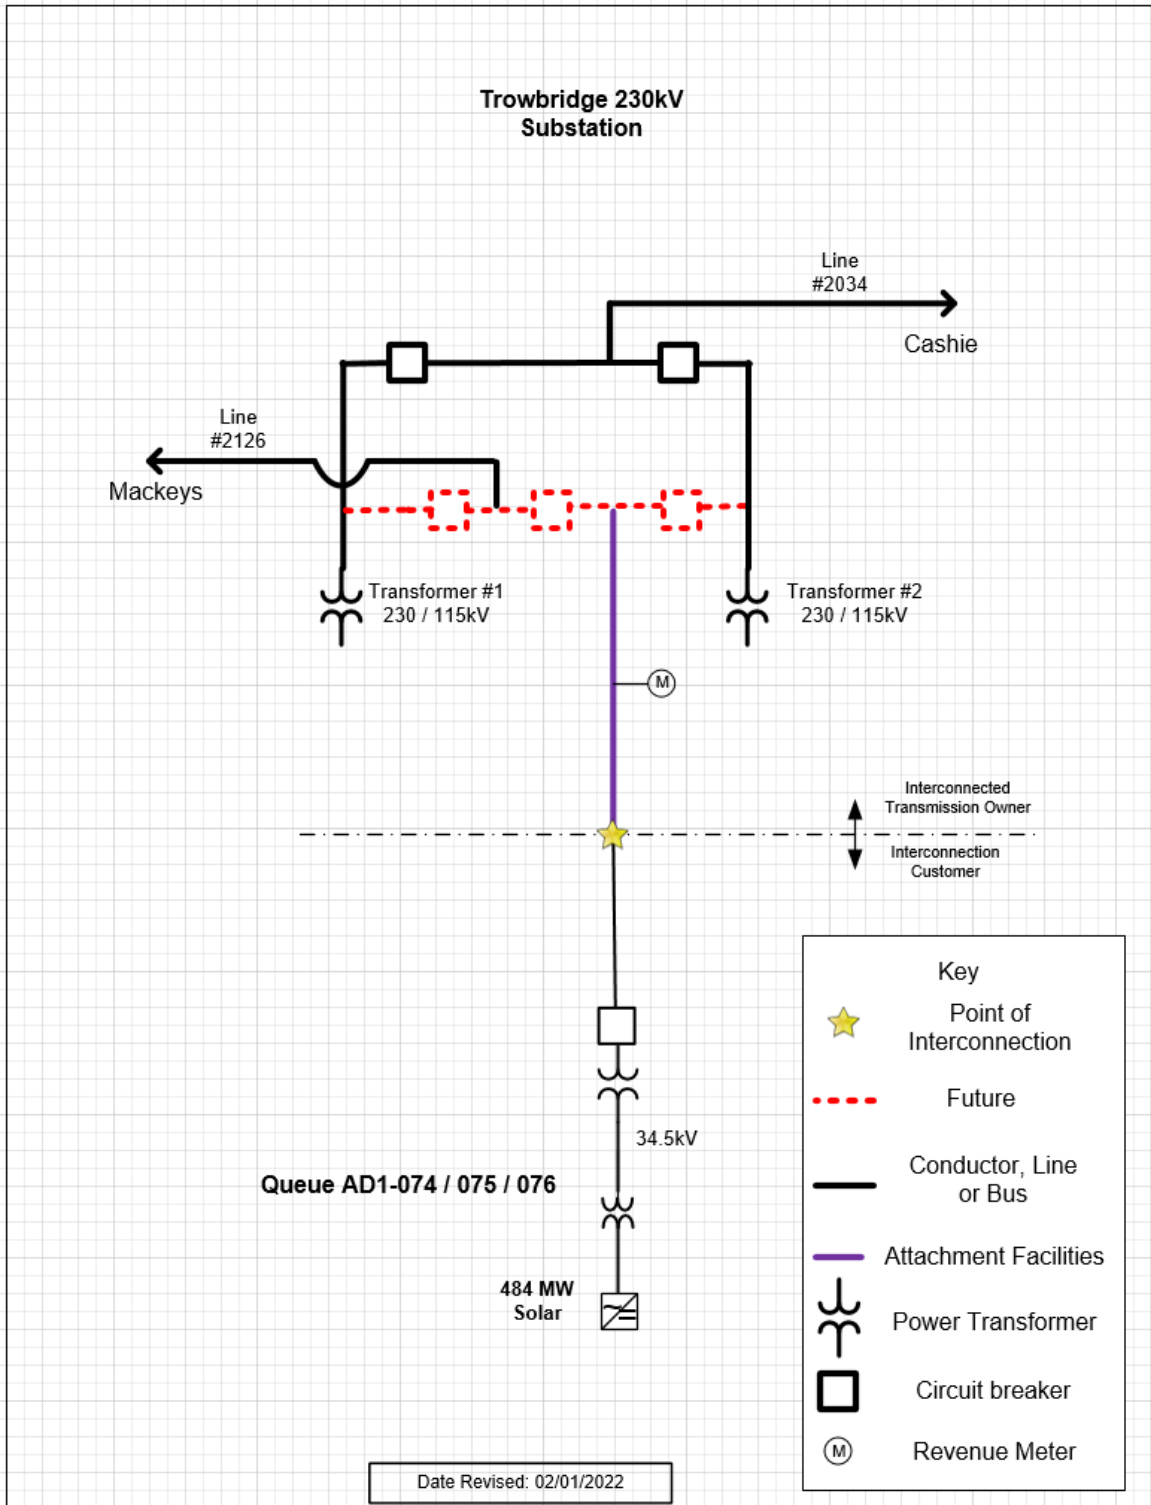 Trowbridge 230kV
Substation
Line
#2034
Cashie
Line
#2126
Mackeys
Transformer #1
230 / 115kV
Transformer #2
230 / 115kV
M
Interconnected
Transmission Owner
Interconnection
Customer
Key
Point of
Interconnection
Future
34.5kV
Conductor, Line
or Bus
Queue AD1-074 / 075 / 076
Attachment Facilities
484 MW
Solar
Power Transformer
Circuit breaker
M
Revenue Meter
Date Revised: 02/01/2022